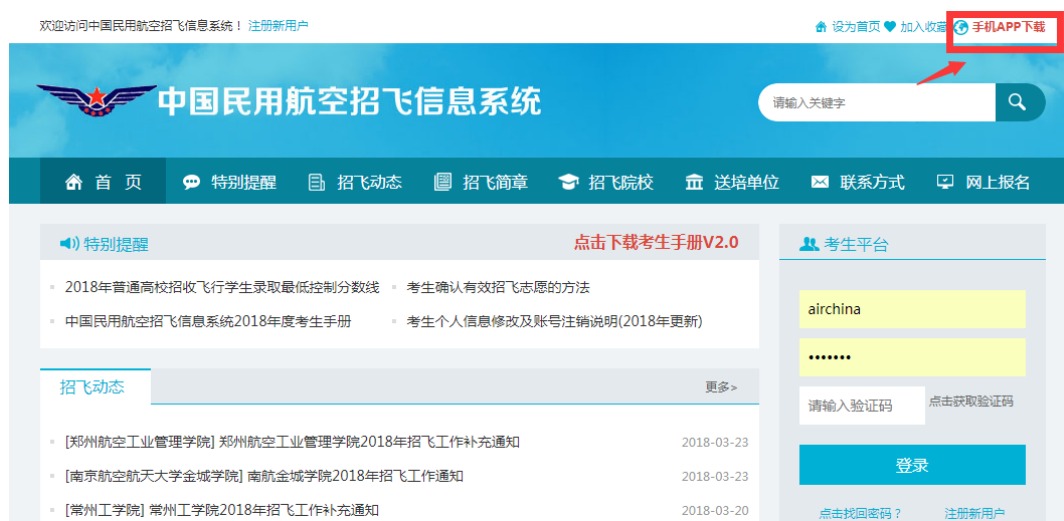 欢迎访问中国民用航空招飞信息系统！ 注册新用户
设为首页 加入收藏 手机APP下载
中国民用航空招飞信息系统
请输入关键字
首 页 特别提醒 招飞动态 招飞简章 招飞院校 送培单位 联系方式 网上报名
特别提醒 点击下载考生手册V2.0
2018年普通高校招收飞行学生录取最低控制分数线 考生确认有效招飞志愿的方法
中国民用航空招飞信息系统2018年度考生手册 考生个人信息修改及账号注销说明(2018年更新)
招飞动态 更多>
[郑州航空工业管理学院] 郑州航空工业管理学院2018年招飞工作补充通知 2018-03-23
[南京航空航天大学金城学院] 南航金城学院2018年招飞工作通知 2018-03-23
[常州工学院] 常州工学院2018年招飞工作补充通知 2018-03-20
考生平台
airchina
•••••••
请输入验证码 点击获取验证码
登录
点击找回密码？ 注册新用户